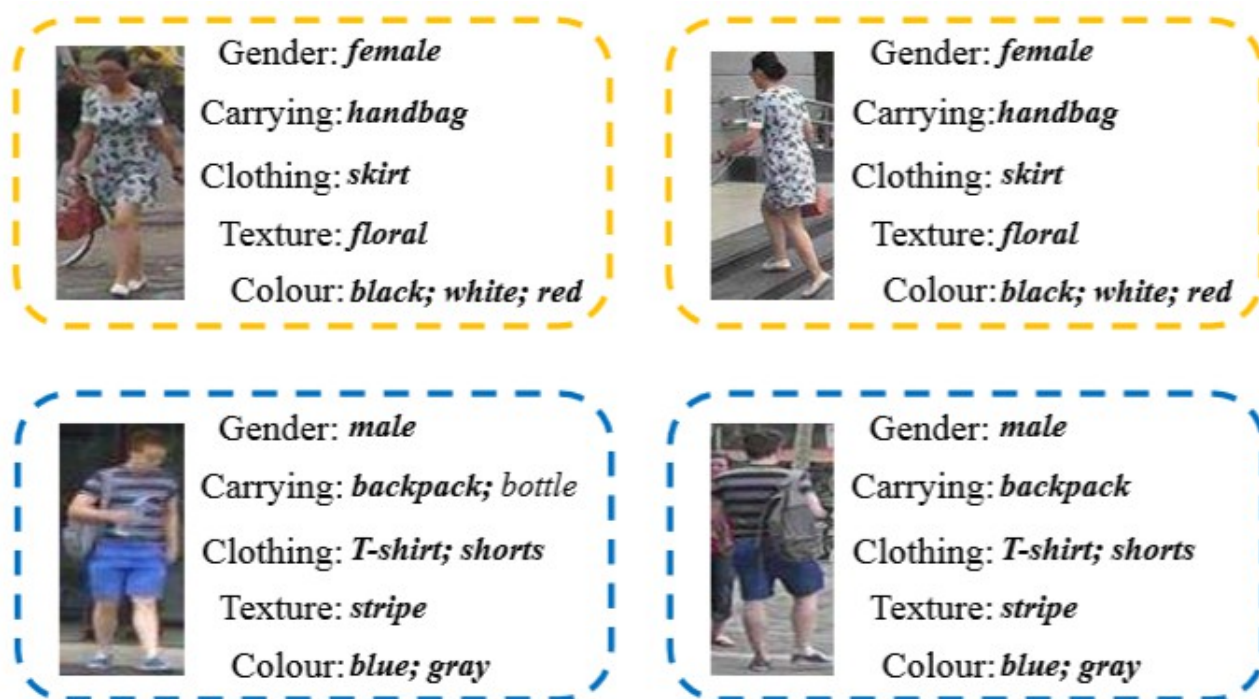 Gender: female
Carrying: handbag
Clothing: skirt
Texture: floral
Colour: black; white; red
Gender: female
Carrying: handbag
Clothing: skirt
Texture: floral
Colour: black; white; red
Gender: male
Carrying: backpack; bottle
Clothing: T-shirt; shorts
Texture: stripe
Colour: blue; gray
Gender: male
Carrying: backpack
Clothing: T-shirt; shorts
Texture: stripe
Colour: blue; gray